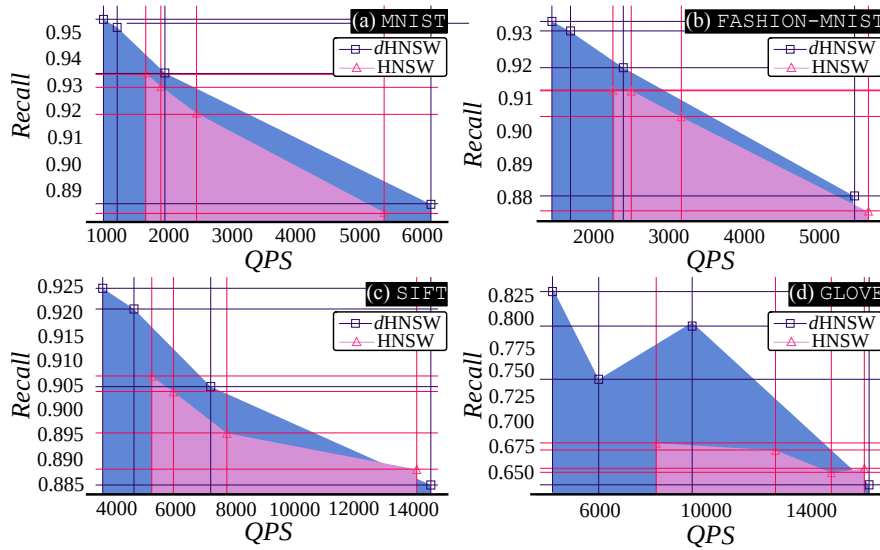 (a) MNIST
dHNSW
HNSW
Recall
0.95
0.94
0.93
0.92
0.91
0.90
0.89
1000 2000 3000 4000 5000 6000
QPS
(b) FASHION-MNIST
dHNSW
HNSW
Recall
0.93
0.92
0.91
0.90
0.89
0.88
2000 3000 4000 5000
QPS
(c) SIFT
dHNSW
HNSW
Recall
0.925
0.920
0.915
0.910
0.905
0.900
0.895
0.890
0.885
4000 6000 8000 10000 12000 14000
QPS
(d) GLOVE
dHNSW
HNSW
Recall
0.825
0.800
0.775
0.750
0.725
0.700
0.675
0.650
6000 10000 14000
QPS